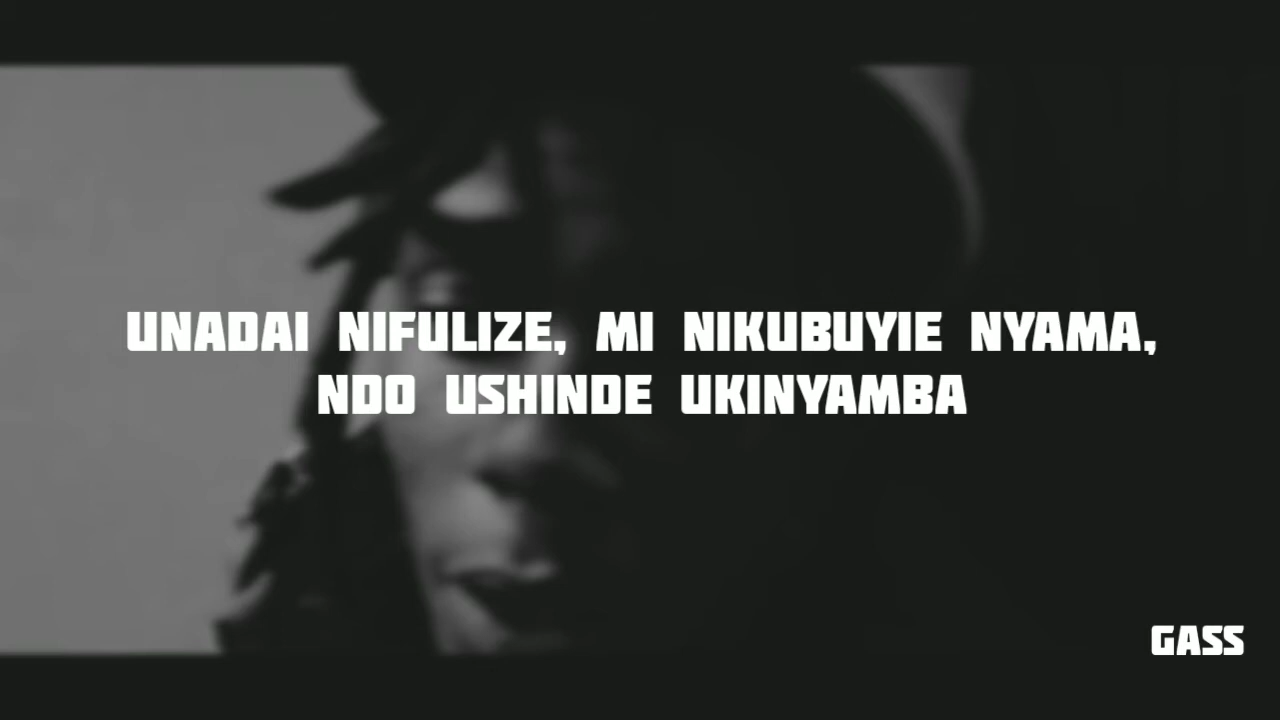 UNADAI NIFULIZE, MI NIKUBUYIE NYAMA,
NDO USHINDE UKINYAMBA
GASS